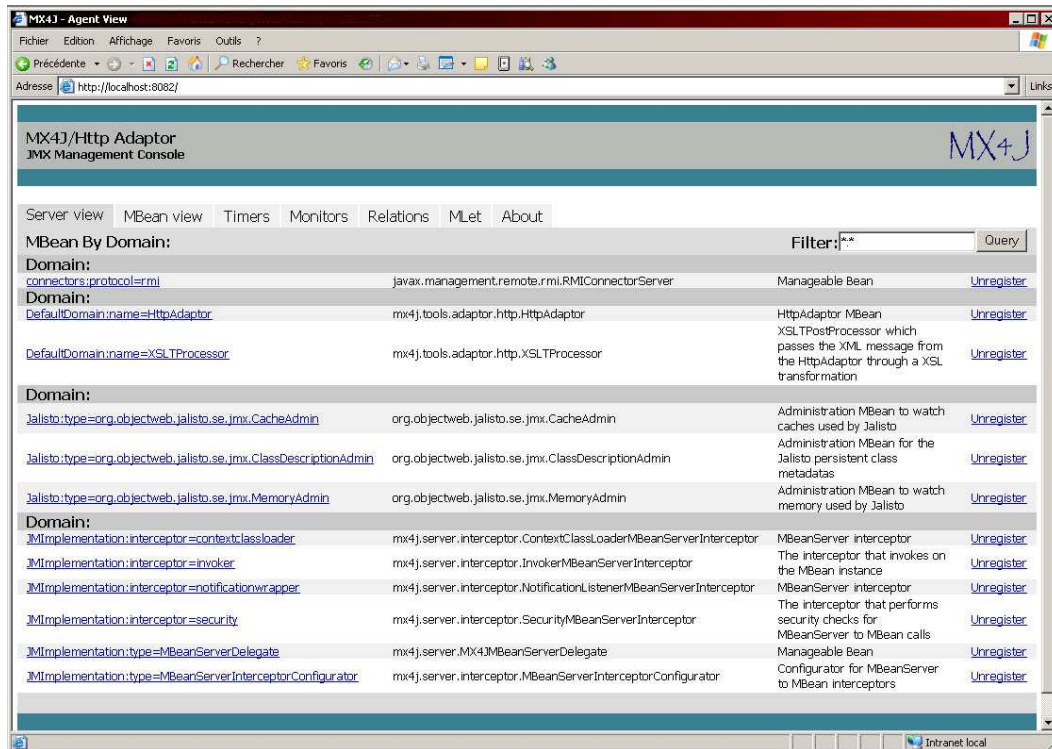 MX4J - Agent View
Fichier Edition Affichage Favoris Outils ?
Précédente Rechercher Favoris
Adresse http://localhost:8082/ Links
MX4J/Http Adaptor
JMX Management Console
MX4J
Server view MBean view Timers Monitors Relations MLet About
MBean By Domain: Filter: *:* Query
Domain:
connectors:protocol=rmi javax.management.remote.rmi.RMIConnectorServer Manageable Bean Unregister
Domain:
DefaultDomain:name=HttpAdaptor mx4j.tools.adaptor.http.HttpAdaptor HttpAdaptor MBean Unregister
XSLTPostProcessor which
passes the XML message from
DefaultDomain:name=XSLTProcessor mx4j.tools.adaptor.http.XSLTProcessor the HttpAdaptor through a XSL Unregister
transformation
Domain:
Jalisto:type=org.objectweb.jalisto.se.jmx.CacheAdmin org.objectweb.jalisto.se.jmx.CacheAdmin Administration MBean to watch Unregister
caches used by Jalisto
Administration MBean for the
Jalisto:type=org.objectweb.jalisto.se.jmx.ClassDescriptionAdmin org.objectweb.jalisto.se.jmx.ClassDescriptionAdmin Jalisto persistent class Unregister
metadatas
Jalisto:type=org.objectweb.jalisto.se.jmx.MemoryAdmin org.objectweb.jalisto.se.jmx.MemoryAdmin Administration MBean to watch Unregister
memory used by Jalisto
Domain:
JMImplementation:interceptor=contextclassloader mx4j.server.interceptor.ContextClassLoaderMBeanServerInterceptor MBeanServer interceptor Unregister
JMImplementation:interceptor=invoker mx4j.server.interceptor.InvokerMBeanServerInterceptor The interceptor that invokes on Unregister
the MBean instance
JMImplementation:interceptor=notificationwrapper mx4j.server.interceptor.NotificationListenerMBeanServerInterceptor MBeanServer interceptor Unregister
The interceptor that performs
JMImplementation:interceptor=security mx4j.server.interceptor.SecurityMBeanServerInterceptor security checks for Unregister
MBeanServer to MBean calls
JMImplementation:type=MBeanServerDelegate mx4j.server.MX4JMBeanServerDelegate Manageable Bean Unregister
JMImplementation:type=MBeanServerInterceptorConfigurator mx4j.server.interceptor.MBeanServerInterceptorConfigurator Configurator for MBeanServer Unregister
to MBean interceptors
Intranet local